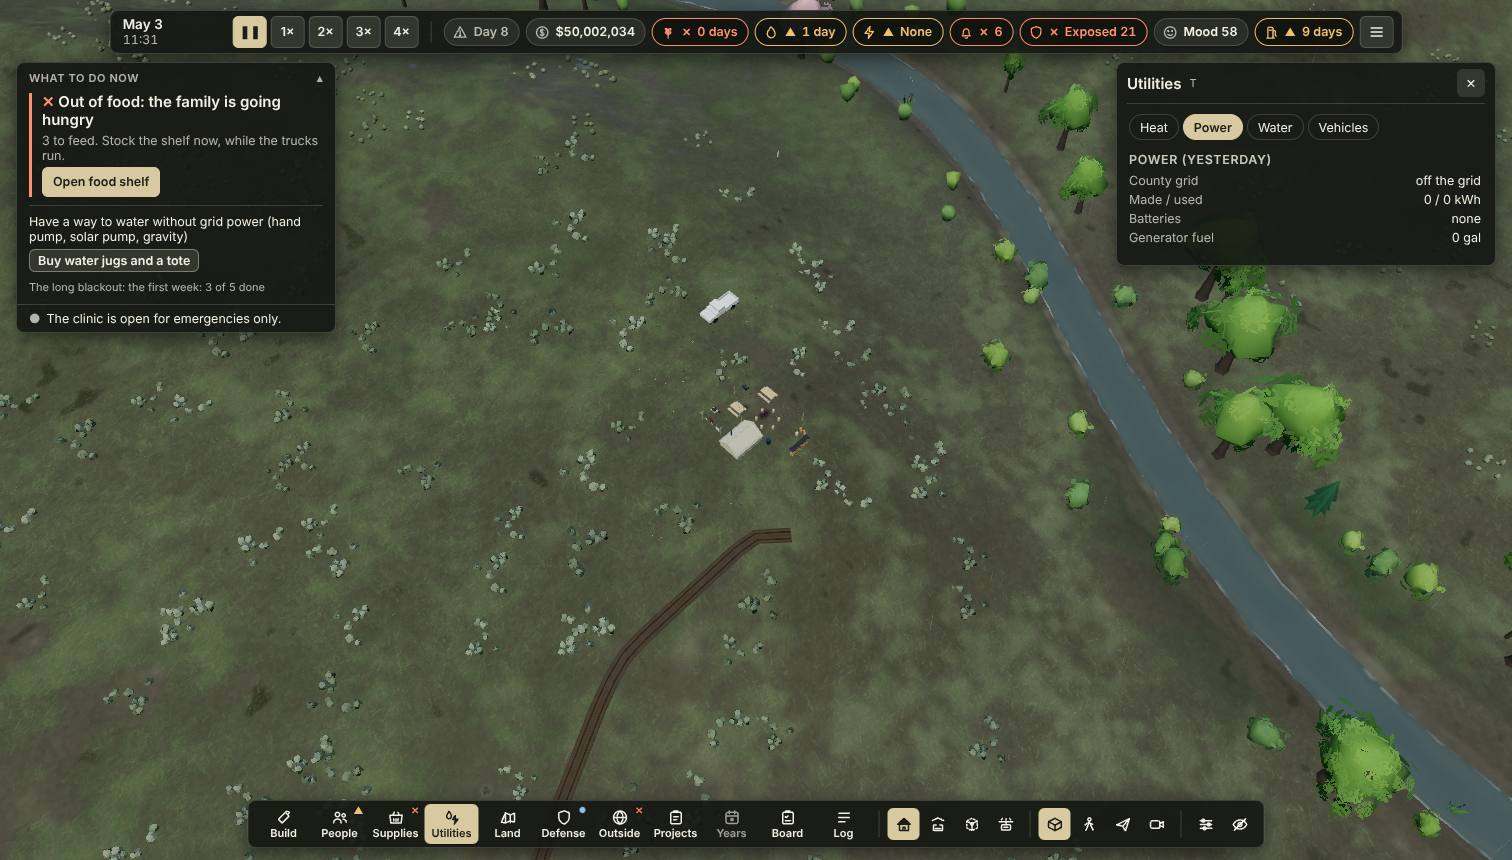 May 3
11:31
1×
2×
3×
4×
Day 8
$50,002,034
× 0 days
▲ 1 day
▲ None
× 6
× Exposed 21
Mood 58
▲ 9 days
WHAT TO DO NOW
× Out of food: the family is going
hungry
3 to feed. Stock the shelf now, while the trucks
run.
Open food shelf
Have a way to water without grid power (hand
pump, solar pump, gravity)
Buy water jugs and a tote
The long blackout: the first week: 3 of 5 done
The clinic is open for emergencies only.
Utilities T
Heat
Power
Water
Vehicles
POWER (YESTERDAY)
County grid off the grid
Made / used 0 / 0 kWh
Batteries none
Generator fuel 0 gal
Build
People
Supplies
Utilities
Land
Defense
Outside
Projects
Years
Board
Log